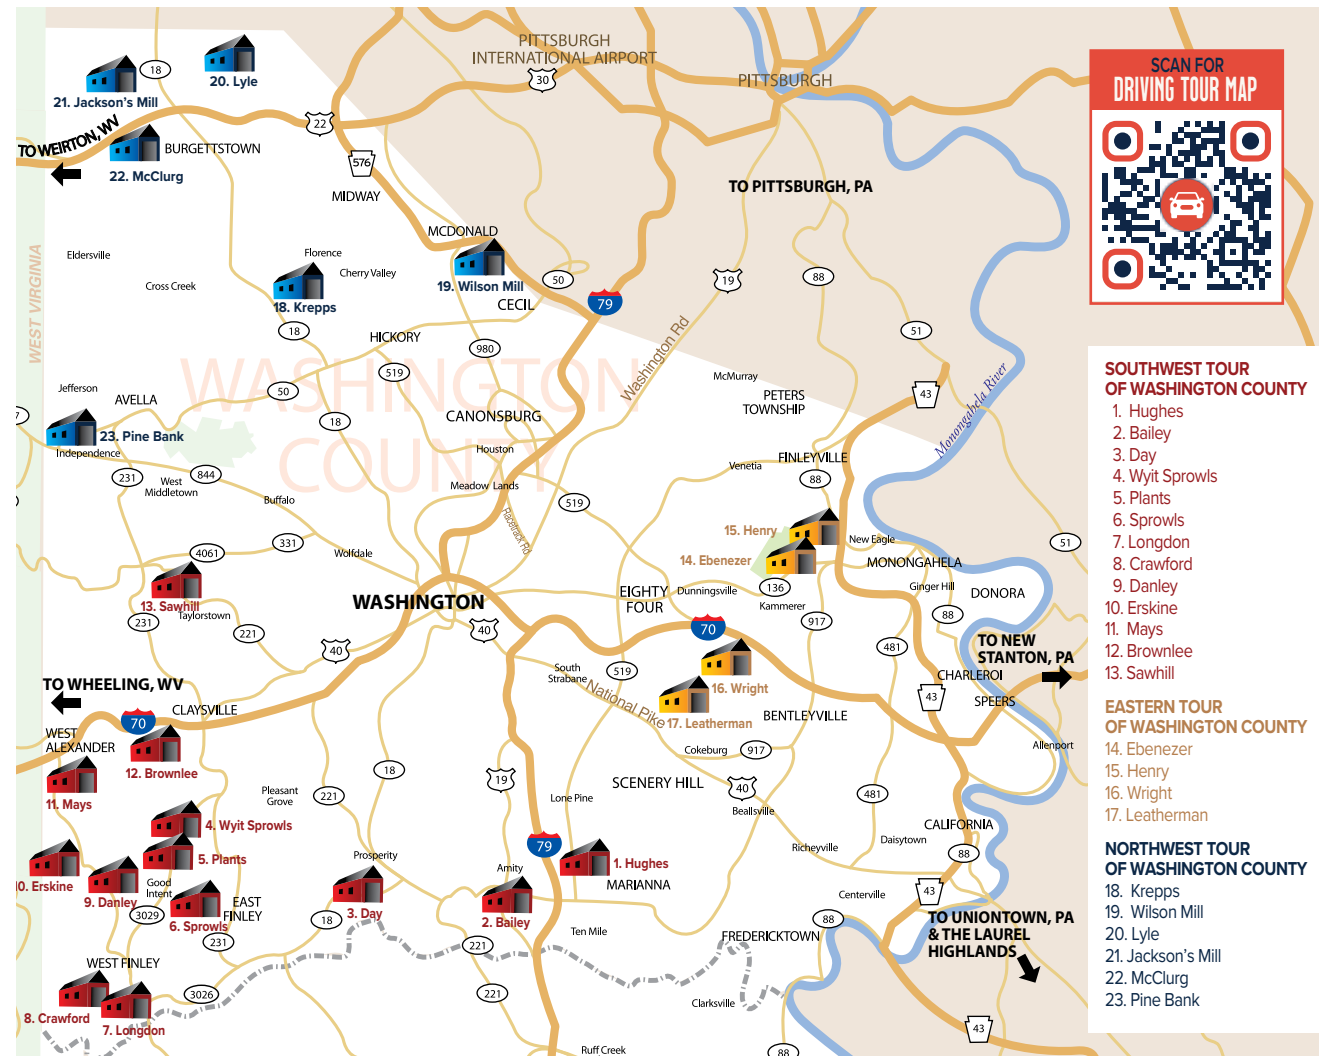 PITTSBURGH
INTERNATIONAL AIRPORT
30
PITTSBURGH
18
20. Lyle
21. Jackson's Mill
22
TO WEIRTON, WV
BURGETTSTOWN
22. McClurg
576
MIDWAY
TO PITTSBURGH, PA
SCAN FOR
DRIVING TOUR MAP
MCDONALD
Eldersville
Florence
Cherry Valley
Cross Creek
18. Krepps
19. Wilson Mill
CECIL
50
79
19
88
51
WEST VIRGINIA
18
HICKORY
980
519
Washington Rd
WASHINGTON
COUNTY
McMurray
PETERS
TOWNSHIP
43
Monongahela River
Jefferson
AVELLA
50
18
CANONSBURG
7
23. Pine Bank
Independence
Houston
FINLEYVILLE
Venetia
88
231
844
West
Middletown
Buffalo
Meadow Lands
519
Racetrack Rd
15. Henry
New Eagle
51
331
4061
Wolfdale
14. Ebenezer
MONONGAHELA
136
Kammerer
Dunningsville
EIGHTY
FOUR
Ginger Hill
DONORA
88
13. Sawhill
Taylorstown
231
221
WASHINGTON
40
40
70
917
481
TO NEW
STANTON, PA
South
Strabane
519
National Pike
16. Wright
17. Leatherman
BENTLEYVILLE
CHARLEROI
43
SPEERS
TO WHEELING, WV
70
CLAYSVILLE
WEST
ALEXANDER
12. Brownlee
11. Mays
Cokeburg
917
Allenport
18
19
SCENERY HILL
40
Beallsville
481
Pleasant
Grove
221
Lone Pine
4. Wyit Sprowls
5. Plants
79
CALIFORNIA
Daisytown
Richeyville
88
10. Erskine
9. Danley
Good
Intent
3029
6. Sprowls
EAST
FINLEY
231
Prosperity
3. Day
18
Amity
2. Bailey
1. Hughes
MARIANNA
Centerville
43
88
TO UNIONTOWN, PA
& THE LAUREL
HIGHLANDS
Ten Mile
FREDERICKTOWN
221
WEST FINLEY
3026
221
Clarksville
8. Crawford
7. Longdon
43
Ruff Creek
88
SOUTHWEST TOUR
OF WASHINGTON COUNTY
1. Hughes
2. Bailey
3. Day
4. Wyit Sprowls
5. Plants
6. Sprowls
7. Longdon
8. Crawford
9. Danley
10. Erskine
11. Mays
12. Brownlee
13. Sawhill
EASTERN TOUR
OF WASHINGTON COUNTY
14. Ebenezer
15. Henry
16. Wright
17. Leatherman
NORTHWEST TOUR
OF WASHINGTON COUNTY
18. Krepps
19. Wilson Mill
20. Lyle
21. Jackson's Mill
22. McClurg
23. Pine Bank